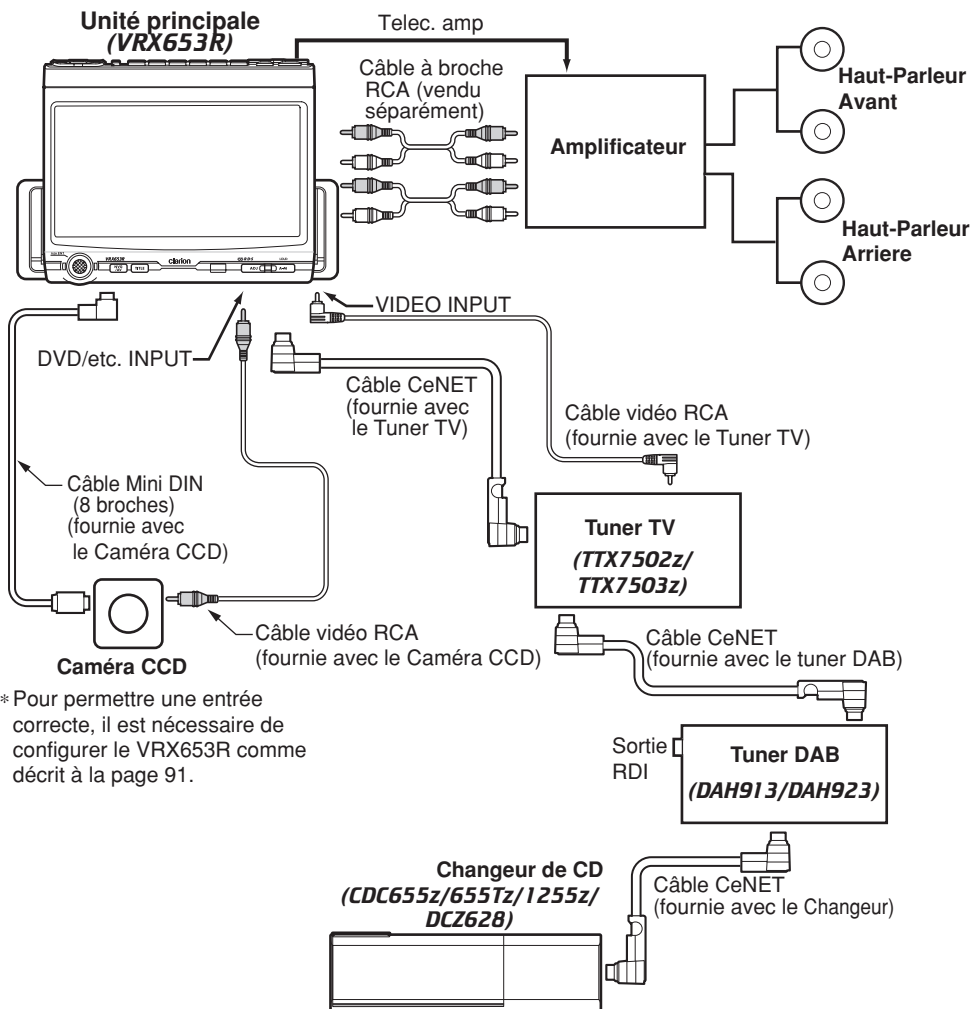 Unité principale
(VRX653R)
Telec. amp
Câble à broche
RCA (vendu
séparément)
Amplificateur
Haut-Parleur
Avant
Haut-Parleur
Arriere
VRX653R
TITLE
clarion
ADJ
VIDEO INPUT
DVD/etc. INPUT
Câble CeNET
(fournie avec
le Tuner TV)
Câble vidéo RCA
(fournie avec le Tuner TV)
Câble Mini DIN
(8 broches)
(fournie avec
le Caméra CCD)
Tuner TV
(TTX7502z/
TTX7503z)
Câble vidéo RCA
(fournie avec le Caméra CCD)
Caméra CCD
Câble CeNET
(fournie avec le tuner DAB)
* Pour permettre une entrée
correcte, il est nécessaire de
configurer le VRX653R comme
décrit à la page 91.
Sortie
RDI
Tuner DAB
(DAH913/DAH923)
Changeur de CD
(CDC655z/655Tz/1255z/
DCZ628)
Câble CeNET
(fournie avec le Changeur)